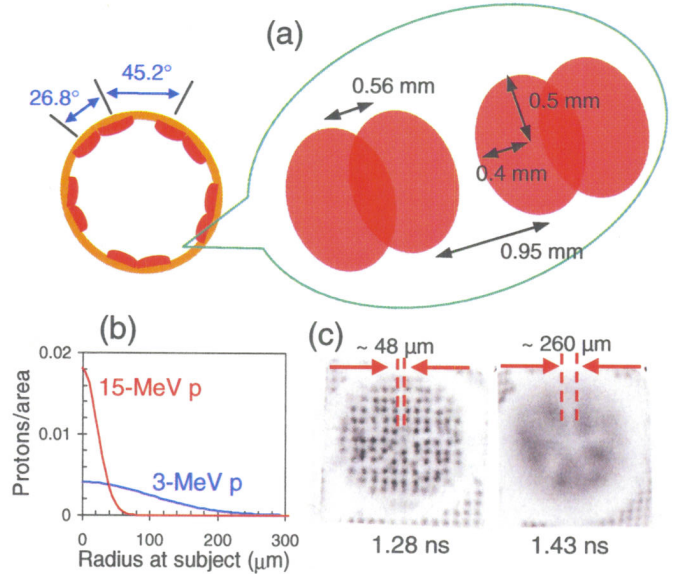 (a)
45.2°
26.8°
0.56 mm
0.5 mm
0.4 mm
0.95 mm
(b)
Protons/area
0.02
0.01
0
15-MeV p
3-MeV p
0 100 200 300
Radius at subject (μm)
(c)
~ 48 μm
~ 260 μm
1.28 ns
1.43 ns